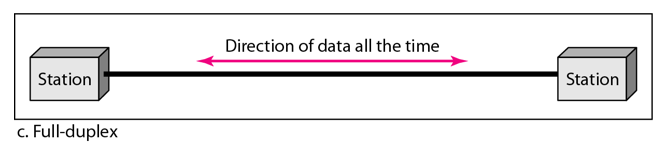 Direction of data all the time
Station
Station
c. Full-duplex